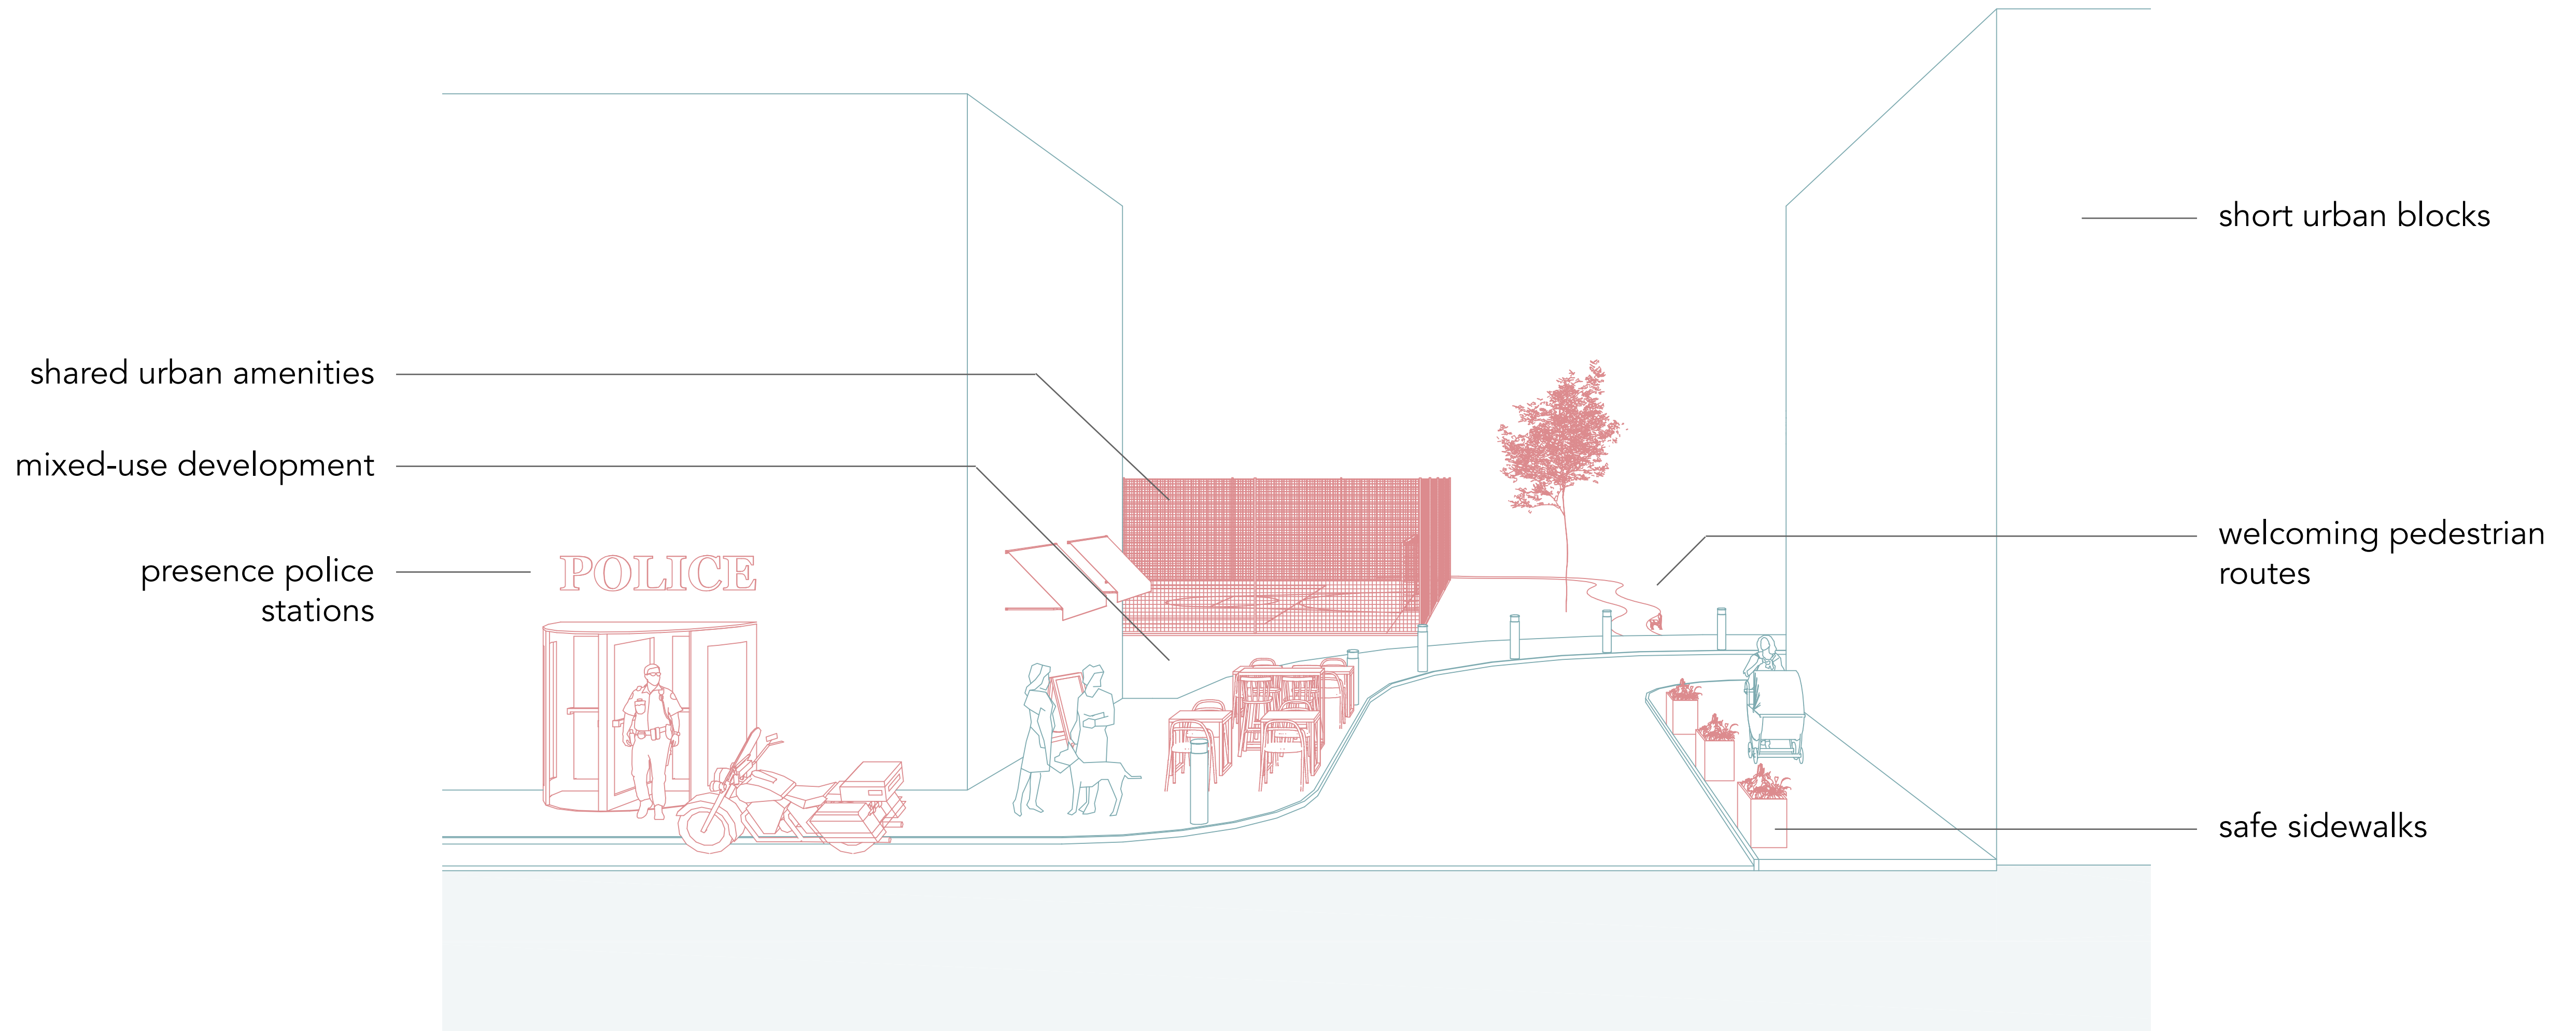 short urban blocks
shared urban amenities
mixed-use development
presence police
stations
POLICE
welcoming pedestrian
routes
safe sidewalks